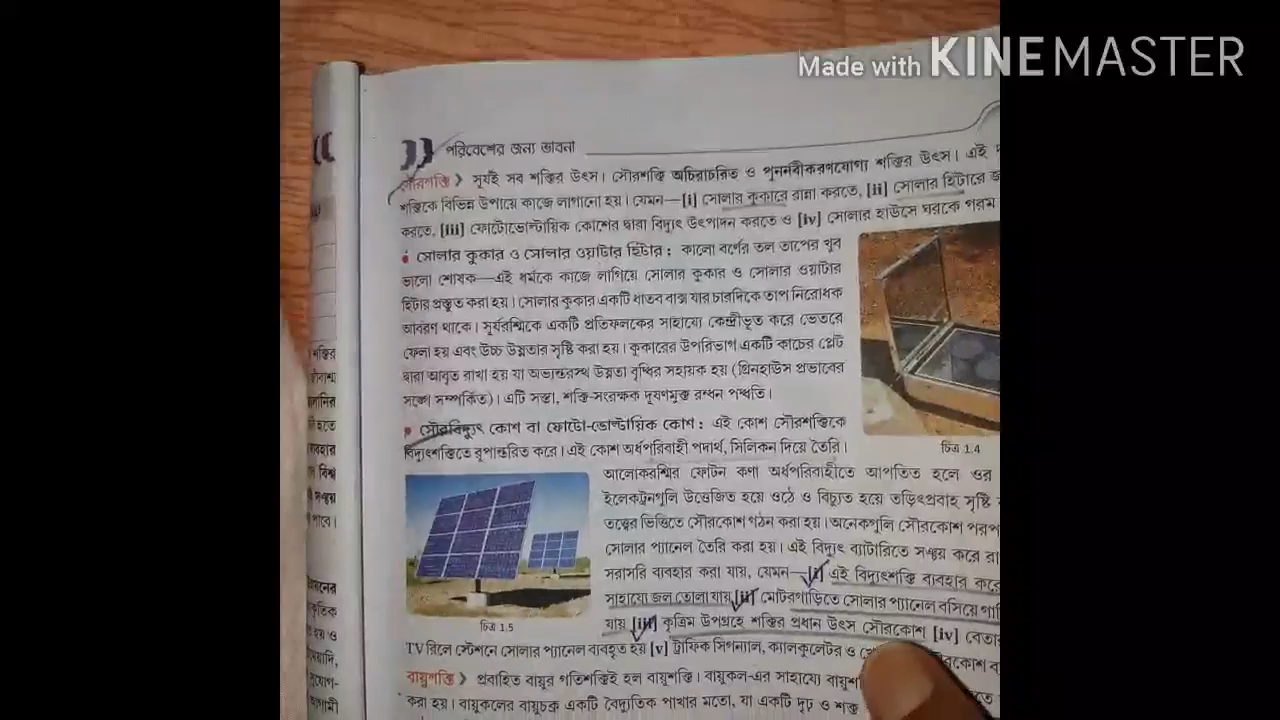 Made with KINEMASTER
পরিবেশের জন্য ভাবনা
সৌরশক্তি❯ সূর্যই সব শক্তির উৎস। সৌরশক্তি অচিরাচরিত ও পুনর্নবীকরণযোগ্য শক্তির উৎস। এই
শক্তিকে বিভিন্ন উপায়ে কাজে লাগানো হয়। যেমন—[i] সোলার কুকারে রান্না করতে, [ii] সোলার হিটারে
করতে, [iii] ফোটোভোল্টায়িক কোশের দ্বারা বিদ্যুৎ উৎপাদন করতে ও [iv] সোলার হাউসে ঘরকে গরম
• সোলার কুকার ও সোলার ওয়াটার হিটার : কালো বর্ণের তল তাপের খুব
ভালো শোষক—এই ধর্মকে কাজে লাগিয়ে সোলার কুকার ও সোলার ওয়াটার
হিটার প্রস্তুত করা হয়। সোলার কুকার একটি ধাতব বাক্স যার চারদিকে তাপ নিরোধক
আবরণ থাকে। সূর্যরশ্মিকে একটি প্রতিফলকের সাহায্যে কেন্দ্রীভূত করে ভেতরে
ফেলা হয় এবং উচ্চ উষ্ণতার সৃষ্টি করা হয়। কুকারের উপরিভাগ একটি কাচের প্লেট
দ্বারা আবৃত রাখা হয় যা অভ্যন্তরস্থ উষ্ণতা বৃদ্ধির সহায়ক হয় (গ্রিনহাউস প্রভাবের
সঙ্গে সম্পর্কিত)। এটি সস্তা, শক্তি-সংরক্ষক দূষণমুক্ত রন্ধন পদ্ধতি।
চিত্র 1.4
• সৌরবিদ্যুৎ কোশ বা ফোটো-ভোল্টায়িক কোশ : এই কোশ সৌরশক্তিকে
বিদ্যুৎশক্তিতে রূপান্তরিত করে। এই কোশ অর্ধপরিবাহী পদার্থ, সিলিকন দিয়ে তৈরি।
আলোকরশ্মির ফোটন কণা অর্ধপরিবাহীতে আপতিত হলে ওর
ইলেকট্রনগুলি উত্তেজিত হয়ে ওঠে ও বিচ্যুত হয়ে তড়িৎপ্রবাহ সৃষ্টি
তত্ত্বের ভিত্তিতে সৌরকোশ গঠন করা হয়। অনেকগুলি সৌরকোশ
সোলার প্যানেল তৈরি করা হয়। এই বিদ্যুৎ ব্যাটারিতে সঞ্চয় করে
সরাসরি ব্যবহার করা যায়, যেমন—[i] এই বিদ্যুৎশক্তি ব্যবহার করে
সাহায্যে জল তোলা যায় [ii] মোটরগাড়িতে সোলার প্যানেল বসিয়ে
যায় [iii] কৃত্রিম উপগ্রহে শক্তির প্রধান উৎস সৌরকোশ [iv]
চিত্র 1.5
TV রিলে স্টেশনে সোলার প্যানেল ব্যবহৃত হয় [v] ট্রাফিক সিগন্যাল, ক্যালকুলেটর ও
বায়ুশক্তি❯ প্রবাহিত বায়ুর গতিশক্তিই হল বায়ুশক্তি। বায়ুকল-এর সাহায্যে
করা হয়। বায়ুকলের বায়ুচক্র একটি বৈদ্যুতিক পাখার মতো, যা একটি দৃঢ় ও শক্ত